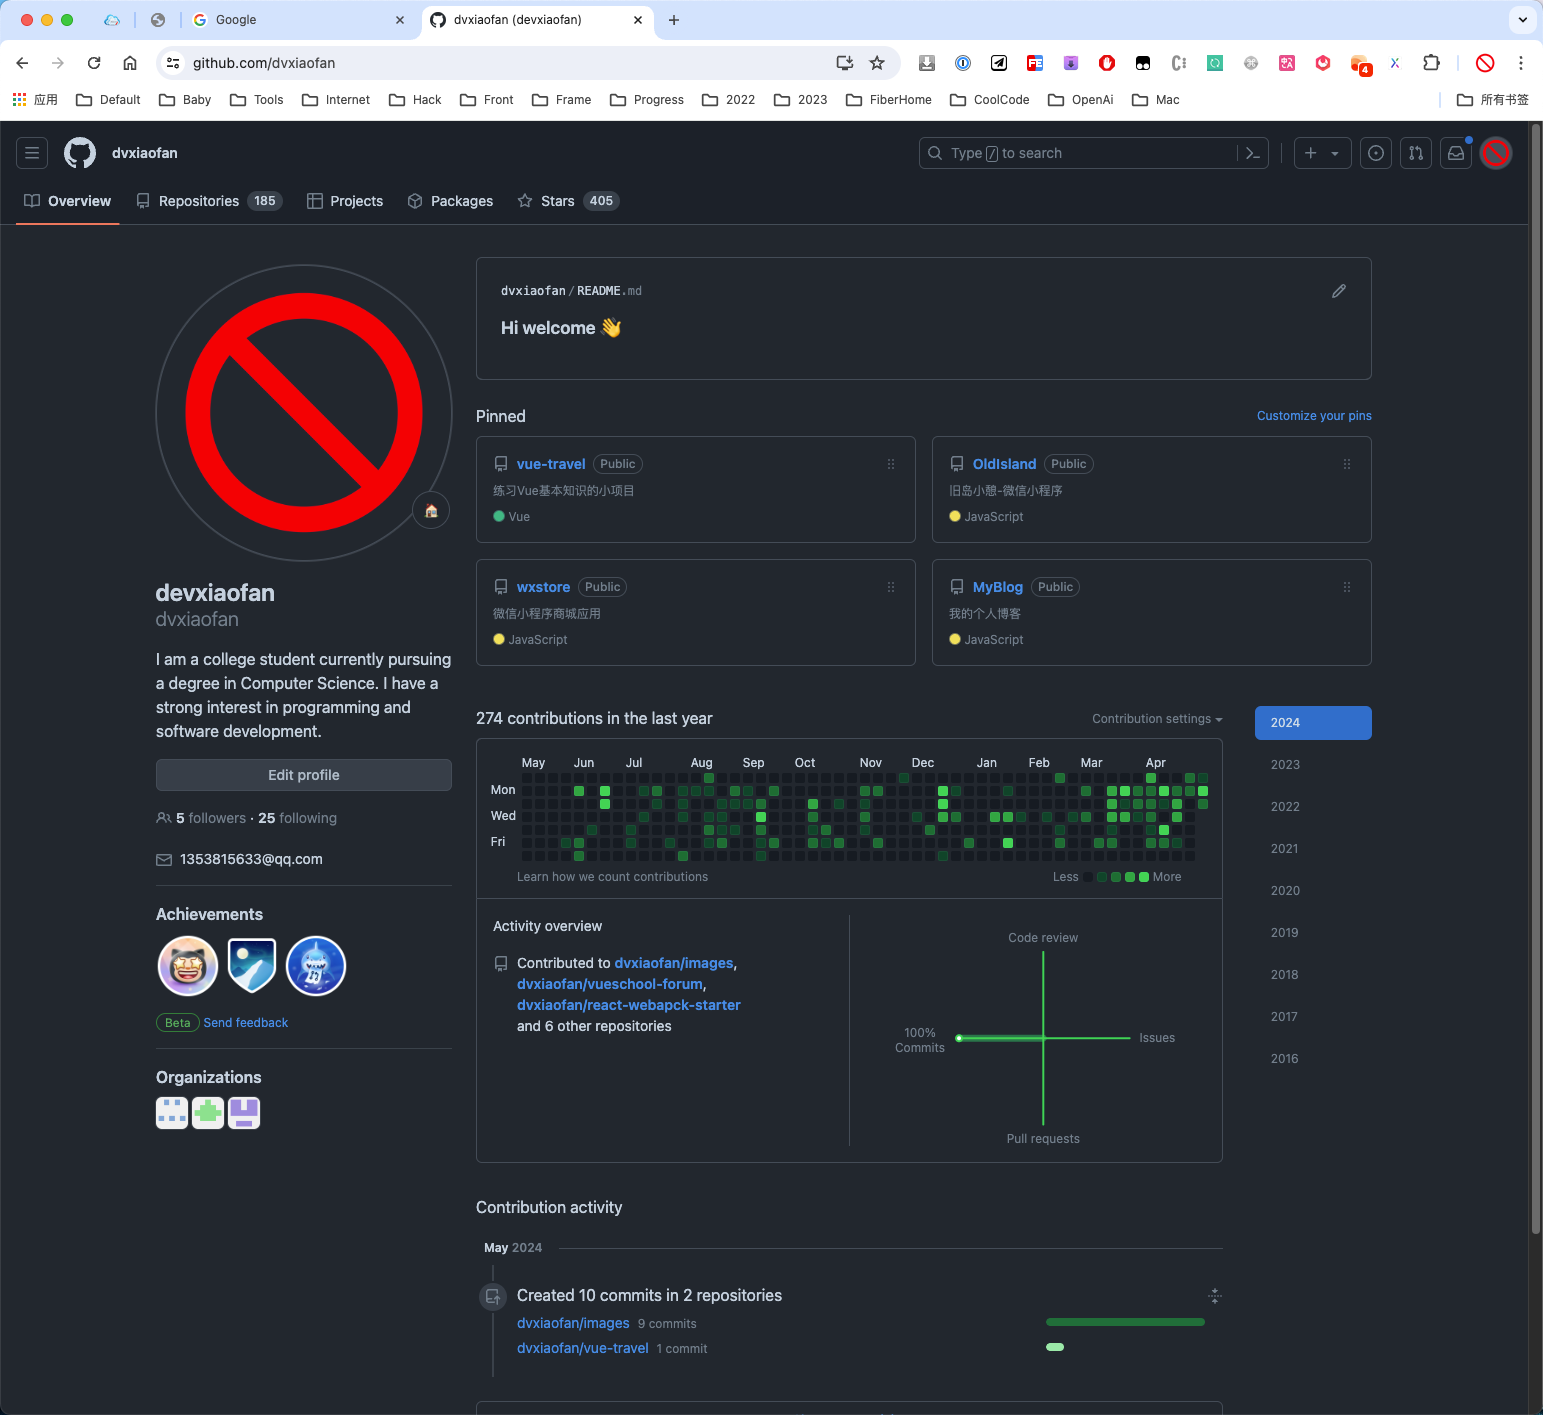 Google
dvxiaofan (devxiaofan)
github.com/dvxiaofan
4
应用
Default
Baby
Tools
Internet
Hack
Front
Frame
Progress
2022
2023
FiberHome
CoolCode
OpenAi
Mac
所有书签
dvxiaofan
Type / to search
Overview
Repositories 185
Projects
Packages
Stars 405
dvxiaofan/README.md
Hi welcome 👋
Pinned
Customize your pins
vue-travel Public
练习Vue基本知识的小项目
Vue
OldIsland Public
旧岛小憩-微信小程序
JavaScript
wxstore Public
微信小程序商城应用
JavaScript
MyBlog Public
我的个人博客
JavaScript
devxiaofan
dvxiaofan
I am a college student currently pursuing
a degree in Computer Science. I have a
strong interest in programming and
software development.
Edit profile
5 followers · 25 following
1353815633@qq.com
Achievements
Beta Send feedback
Organizations
274 contributions in the last year
Contribution settings
May Jun Jul Aug Sep Oct Nov Dec Jan Feb Mar Apr
Mon
Wed
Fri
Learn how we count contributions
Less More
Activity overview
Contributed to dvxiaofan/images,
dvxiaofan/vueschool-forum,
dvxiaofan/react-webapck-starter
and 6 other repositories
Code review
100%
Commits
Issues
Pull requests
2024
2023
2022
2021
2020
2019
2018
2017
2016
Contribution activity
May 2024
Created 10 commits in 2 repositories
dvxiaofan/images 9 commits
dvxiaofan/vue-travel 1 commit